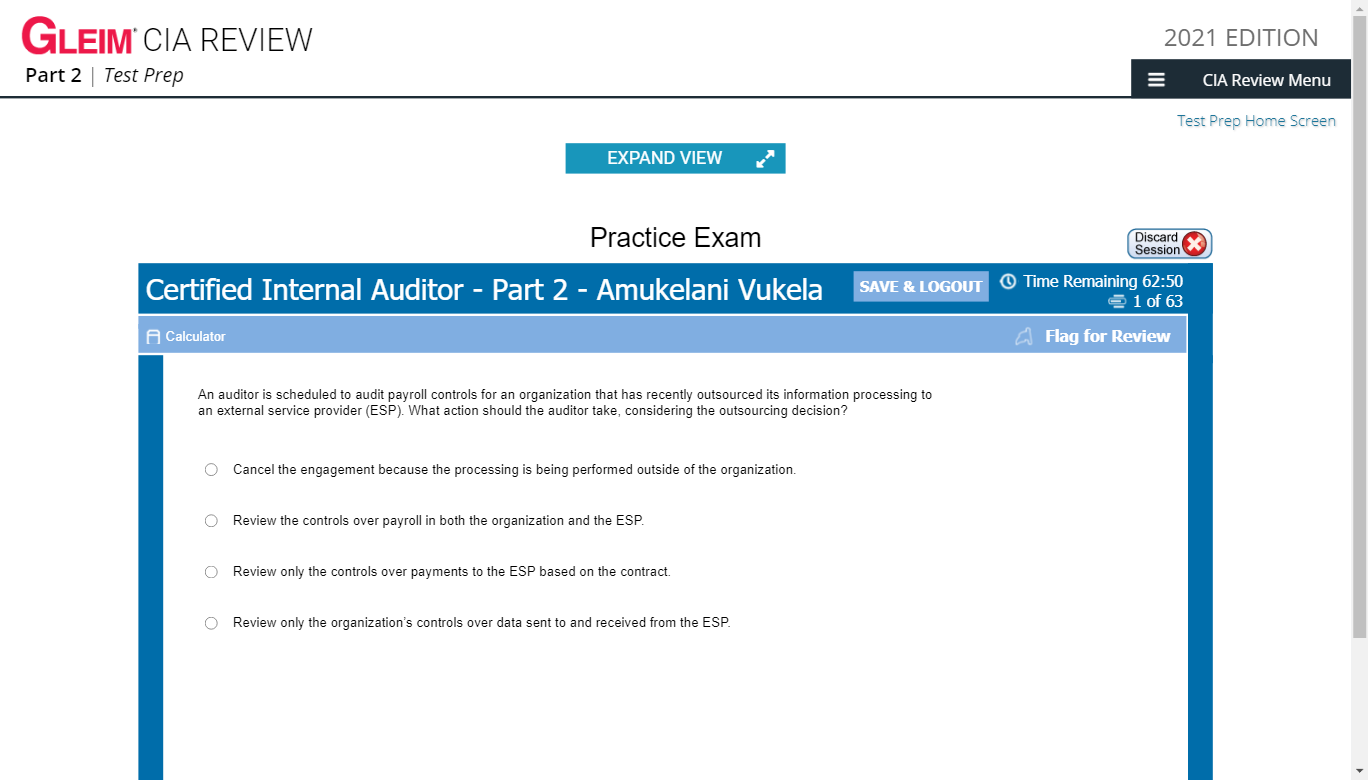 GLEIM® CIA REVIEW
Part 2 | Test Prep
2021 EDITION
CIA Review Menu
Test Prep Home Screen
EXPAND VIEW
Practice Exam
Discard
Session
Certified Internal Auditor - Part 2 - Amukelani Vukela
SAVE & LOGOUT
Time Remaining 62:50
1 of 63
Calculator
Flag for Review
An auditor is scheduled to audit payroll controls for an organization that has recently outsourced its information processing to
an external service provider (ESP). What action should the auditor take, considering the outsourcing decision?
Cancel the engagement because the processing is being performed outside of the organization.
Review the controls over payroll in both the organization and the ESP.
Review only the controls over payments to the ESP based on the contract.
Review only the organization's controls over data sent to and received from the ESP.